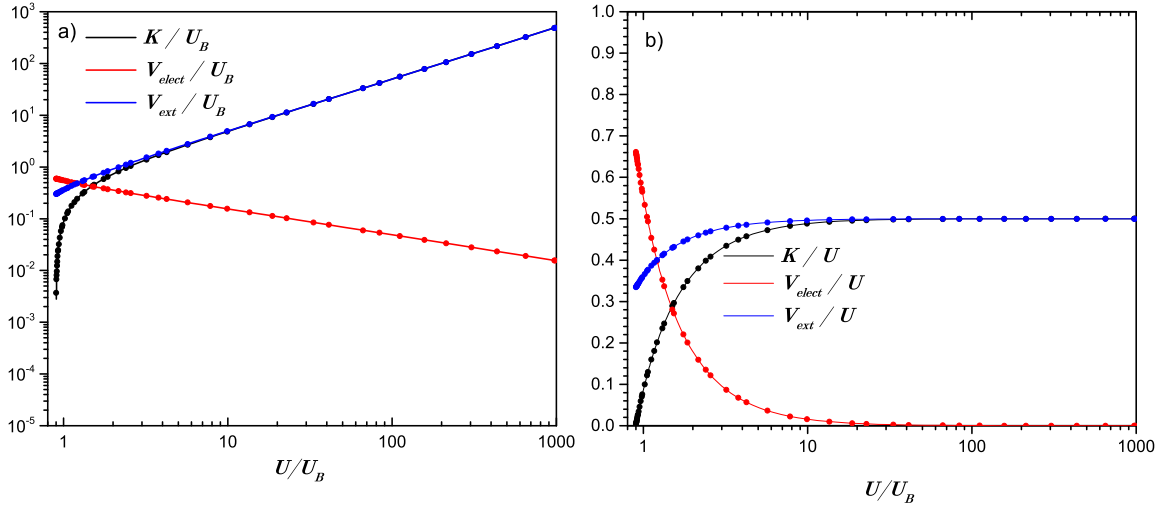 a)
K / U_B
V_elect / U_B
V_ext / U_B
10^3
10^2
10^1
10^0
10^-1
10^-2
10^-3
10^-4
10^-5
1 10 100 1000
U/U_B
b)
K / U
V_elect / U
V_ext / U
1.0
0.9
0.8
0.7
0.6
0.5
0.4
0.3
0.2
0.1
0.0
1 10 100 1000
U/U_B